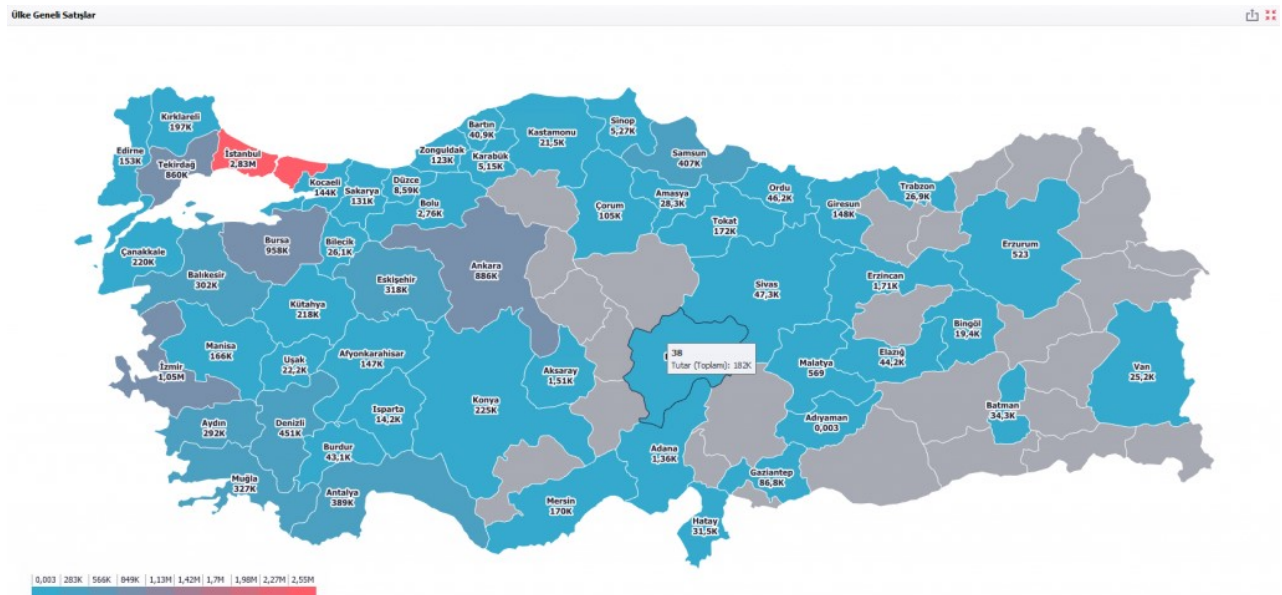 Ülke Geneli Satışlar
Kırklareli
197K
Edirne
153K
Tekirdağ
860K
İstanbul
2,83M
Kocaeli
144K
Sakarya
131K
Düzce
8,59K
Bolu
2,76K
Zonguldak
123K
Bartın
40,9K
Karabük
5,15K
Kastamonu
21,5K
Sinop
5,27K
Samsun
407K
Amasya
28,3K
Çorum
105K
Tokat
172K
Ordu
46,2K
Giresun
148K
Trabzon
26,9K
Erzurum
523
Erzincan
1,71K
Sivas
47,3K
Çanakkale
220K
Balıkesir
302K
Bursa
958K
Bilecik
26,1K
Eskişehir
318K
Ankara
886K
Kütahya
218K
Manisa
166K
İzmir
1,05M
Uşak
22,2K
Afyonkarahisar
147K
Aksaray
1,51K
Konya
225K
Isparta
14,2K
Aydın
292K
Denizli
451K
Burdur
43,1K
Muğla
327K
Antalya
389K
Mersin
170K
Adana
1,36K
38
Tutar (Toplam): 182K
Malatya
569
Elazığ
44,2K
Bingöl
19,4K
Van
25,2K
Batman
34,3K
Adıyaman
0,003
Gaziantep
86,8K
Hatay
31,5K
0,003 283K 566K 849K 1,13M 1,42M 1,7M 1,98M 2,27M 2,55M